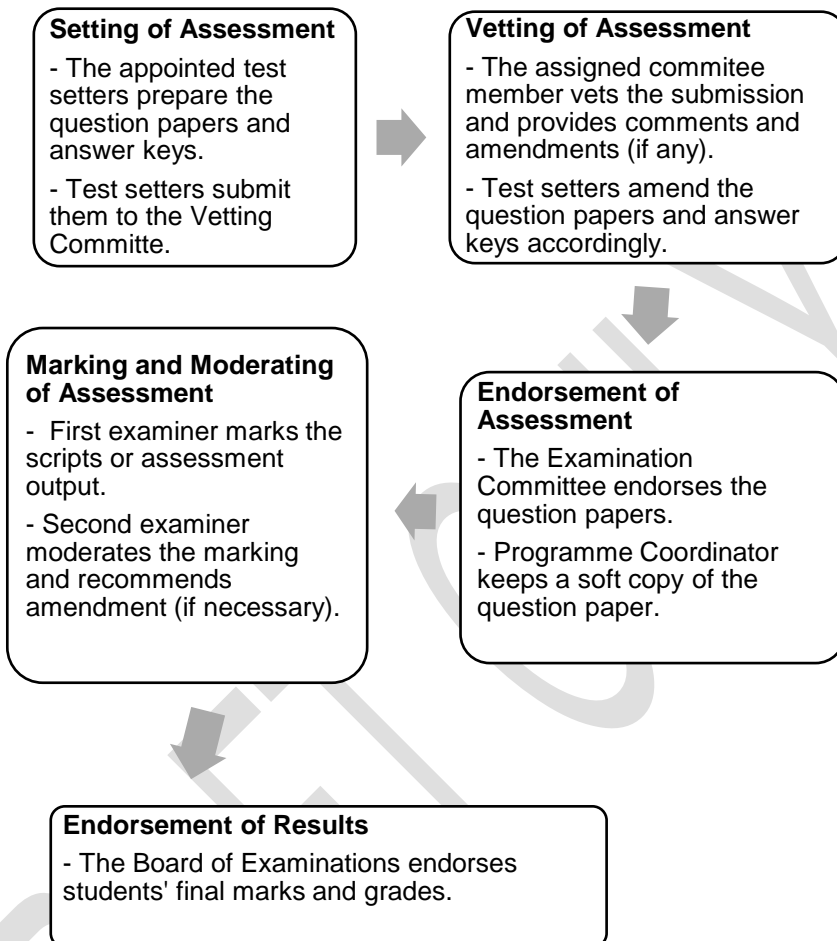 Setting of Assessment
- The appointed test
setters prepare the
question papers and
answer keys.
- Test setters submit
them to the Vetting
Committe.
Vetting of Assessment
- The assigned commitee
member vets the submission
and provides comments and
amendments (if any).
- Test setters amend the
question papers and answer
keys accordingly.
Endorsement of
Assessment
- The Examination
Committee endorses the
question papers.
- Programme Coordinator
keeps a soft copy of the
question paper.
Marking and Moderating
of Assessment
- First examiner marks the
scripts or assessment
output.
- Second examiner
moderates the marking
and recommends
amendment (if necessary).
Endorsement of Results
- The Board of Examinations endorses
students' final marks and grades.